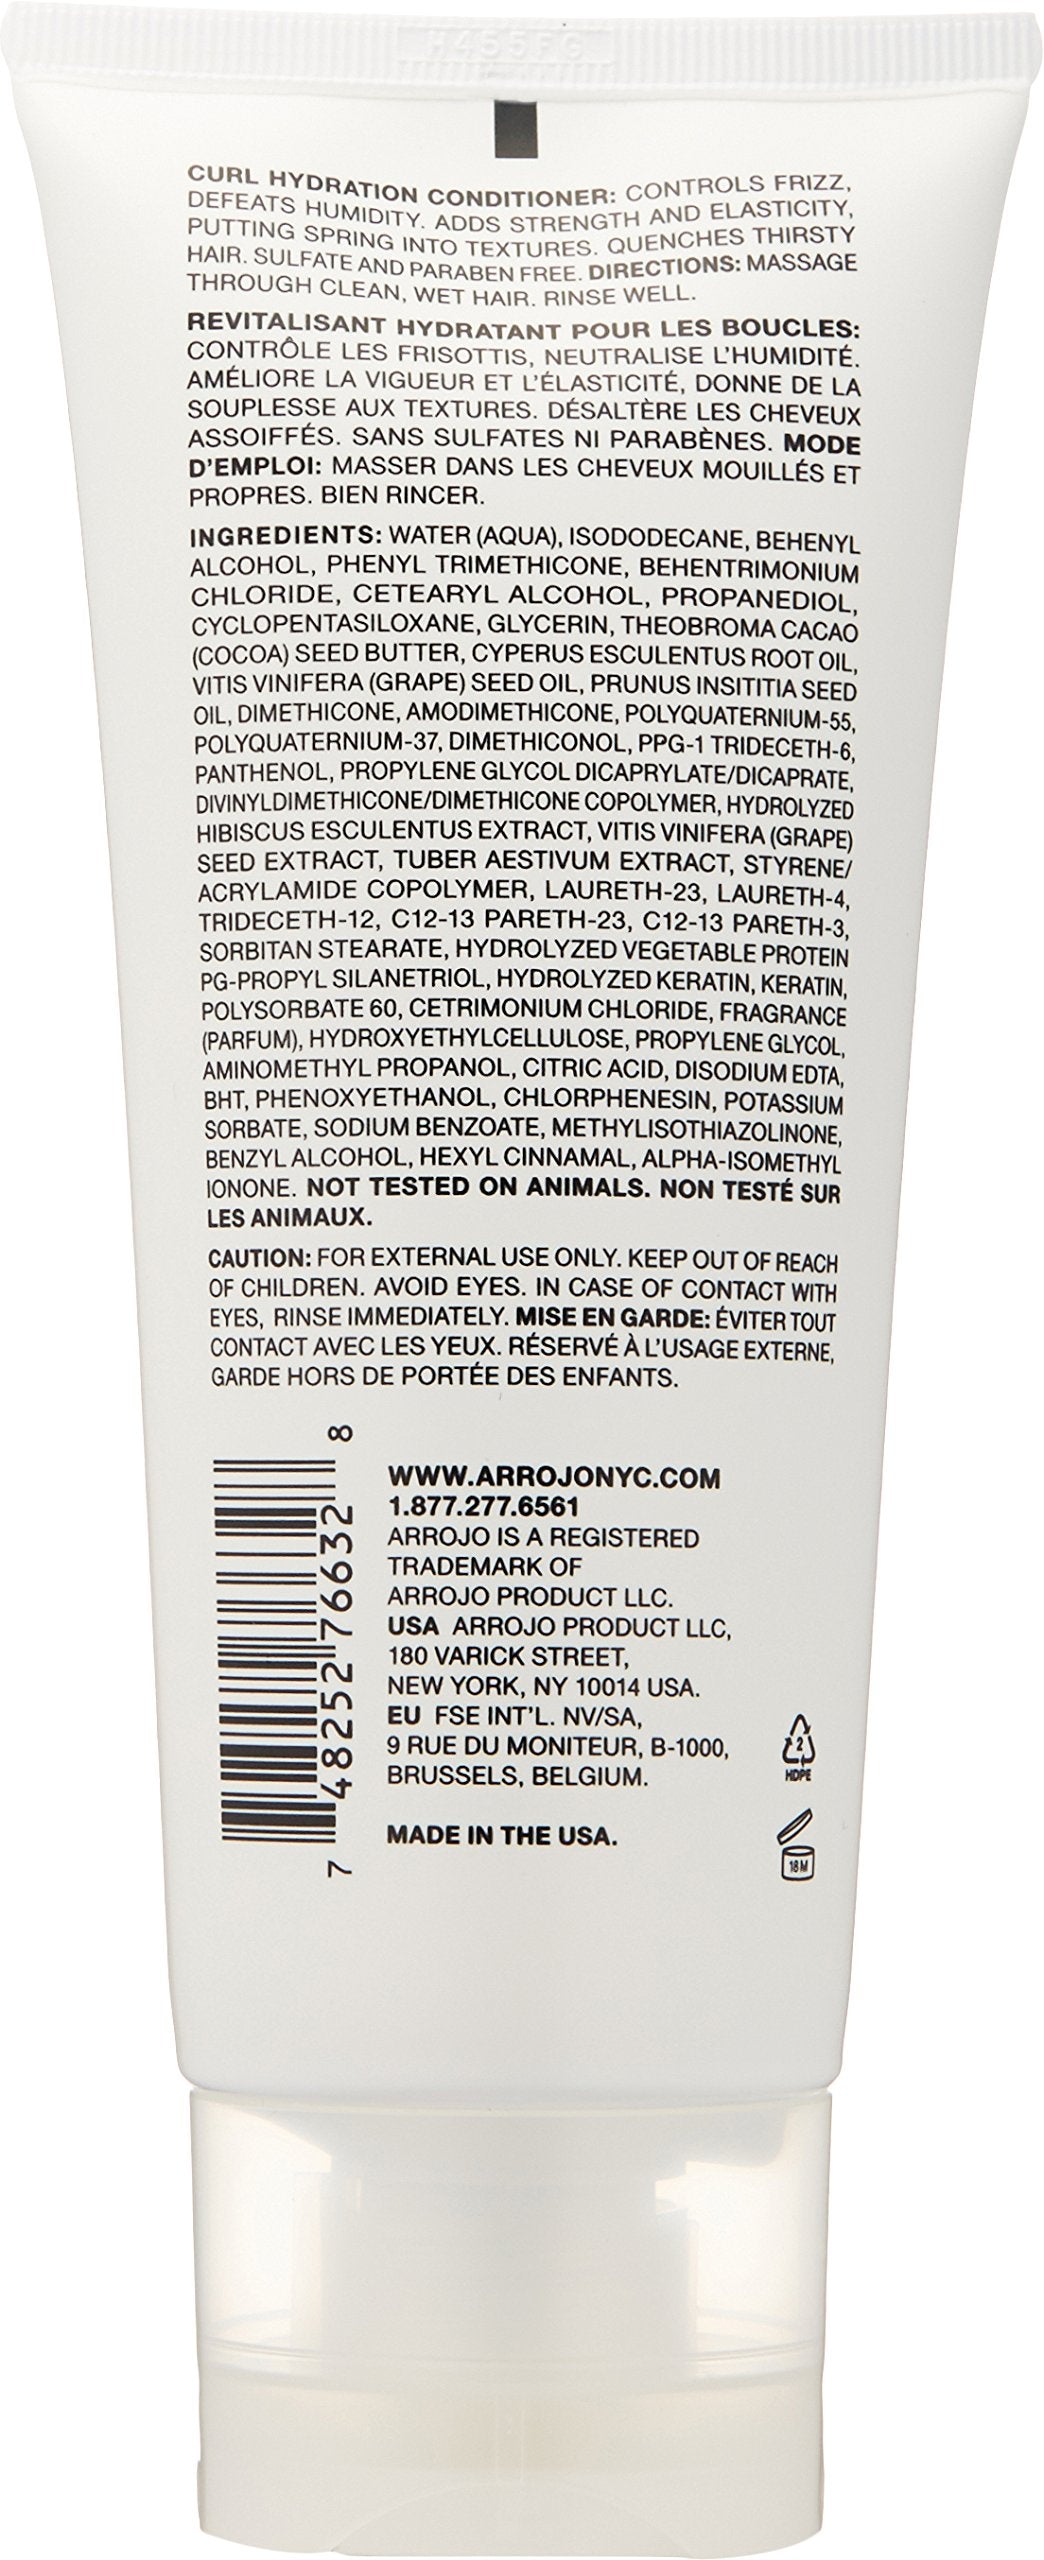 H455FG
CURL HYDRATION CONDITIONER: CONTROLS FRIZZ,
DEFEATS HUMIDITY. ADDS STRENGTH AND ELASTICITY,
PUTTING SPRING INTO TEXTURES. QUENCHES THIRSTY
HAIR. SULFATE AND PARABEN FREE. DIRECTIONS: MASSAGE
THROUGH CLEAN, WET HAIR. RINSE WELL.
REVITALISANT HYDRATANT POUR LES BOUCLES:
CONTRÔLE LES FRISOTTIS, NEUTRALISE L'HUMIDITÉ.
AMÉLIORE LA VIGUEUR ET L'ÉLASTICITÉ, DONNE DE LA
SOUPLESSE AUX TEXTURES. DÉSALTÈRE LES CHEVEUX
ASSOIFFÉS. SANS SULFATES NI PARABÈNES. MODE
D'EMPLOI: MASSER DANS LES CHEVEUX MOUILLÉS ET
PROPRES. BIEN RINCER.
INGREDIENTS: WATER (AQUA), ISODODECANE, BEHENYL
ALCOHOL, PHENYL TRIMETHICONE, BEHENTRIMONIUM
CHLORIDE, CETEARYL ALCOHOL, PROPANEDIOL,
CYCLOPENTASILOXANE, GLYCERIN, THEOBROMA CACAO
(COCOA) SEED BUTTER, CYPERUS ESCULENTUS ROOT OIL,
VITIS VINIFERA (GRAPE) SEED OIL, PRUNUS INSITITIA SEED
OIL, DIMETHICONE, AMODIMETHICONE, POLYQUATERNIUM-55,
POLYQUATERNIUM-37, DIMETHICONOL, PPG-1 TRIDECETH-6,
PANTHENOL, PROPYLENE GLYCOL DICAPRYLATE/DICAPRATE,
DIVINYLDIMETHICONE/DIMETHICONE COPOLYMER, HYDROLYZED
HIBISCUS ESCULENTUS EXTRACT, VITIS VINIFERA (GRAPE)
SEED EXTRACT, TUBER AESTIVUM EXTRACT, STYRENE/
ACRYLAMIDE COPOLYMER, LAURETH-23, LAURETH-4,
TRIDECETH-12, C12-13 PARETH-23, C12-13 PARETH-3,
SORBITAN STEARATE, HYDROLYZED VEGETABLE PROTEIN
PG-PROPYL SILANETRIOL, HYDROLYZED KERATIN, KERATIN,
POLYSORBATE 60, CETRIMONIUM CHLORIDE, FRAGRANCE
(PARFUM), HYDROXYETHYLCELLULOSE, PROPYLENE GLYCOL,
AMINOMETHYL PROPANOL, CITRIC ACID, DISODIUM EDTA,
BHT, PHENOXYETHANOL, CHLORPHENESIN, POTASSIUM
SORBATE, SODIUM BENZOATE, METHYLISOTHIAZOLINONE,
BENZYL ALCOHOL, HEXYL CINNAMAL, ALPHA-ISOMETHYL
IONONE. NOT TESTED ON ANIMALS. NON TESTÉ SUR
LES ANIMAUX.
CAUTION: FOR EXTERNAL USE ONLY. KEEP OUT OF REACH
OF CHILDREN. AVOID EYES. IN CASE OF CONTACT WITH
EYES, RINSE IMMEDIATELY. MISE EN GARDE: ÉVITER TOUT
CONTACT AVEC LES YEUX. RÉSERVÉ À L'USAGE EXTERNE,
GARDE HORS DE PORTÉE DES ENFANTS.
7 48252 76632 8
WWW.ARROJONYC.COM
1.877.277.6561
ARROJO IS A REGISTERED
TRADEMARK OF
ARROJO PRODUCT LLC.
USA ARROJO PRODUCT LLC,
180 VARICK STREET,
NEW YORK, NY 10014 USA.
EU FSE INT'L. NV/SA,
9 RUE DU MONITEUR, B-1000,
BRUSSELS, BELGIUM.
MADE IN THE USA.
2
HDPE
18M